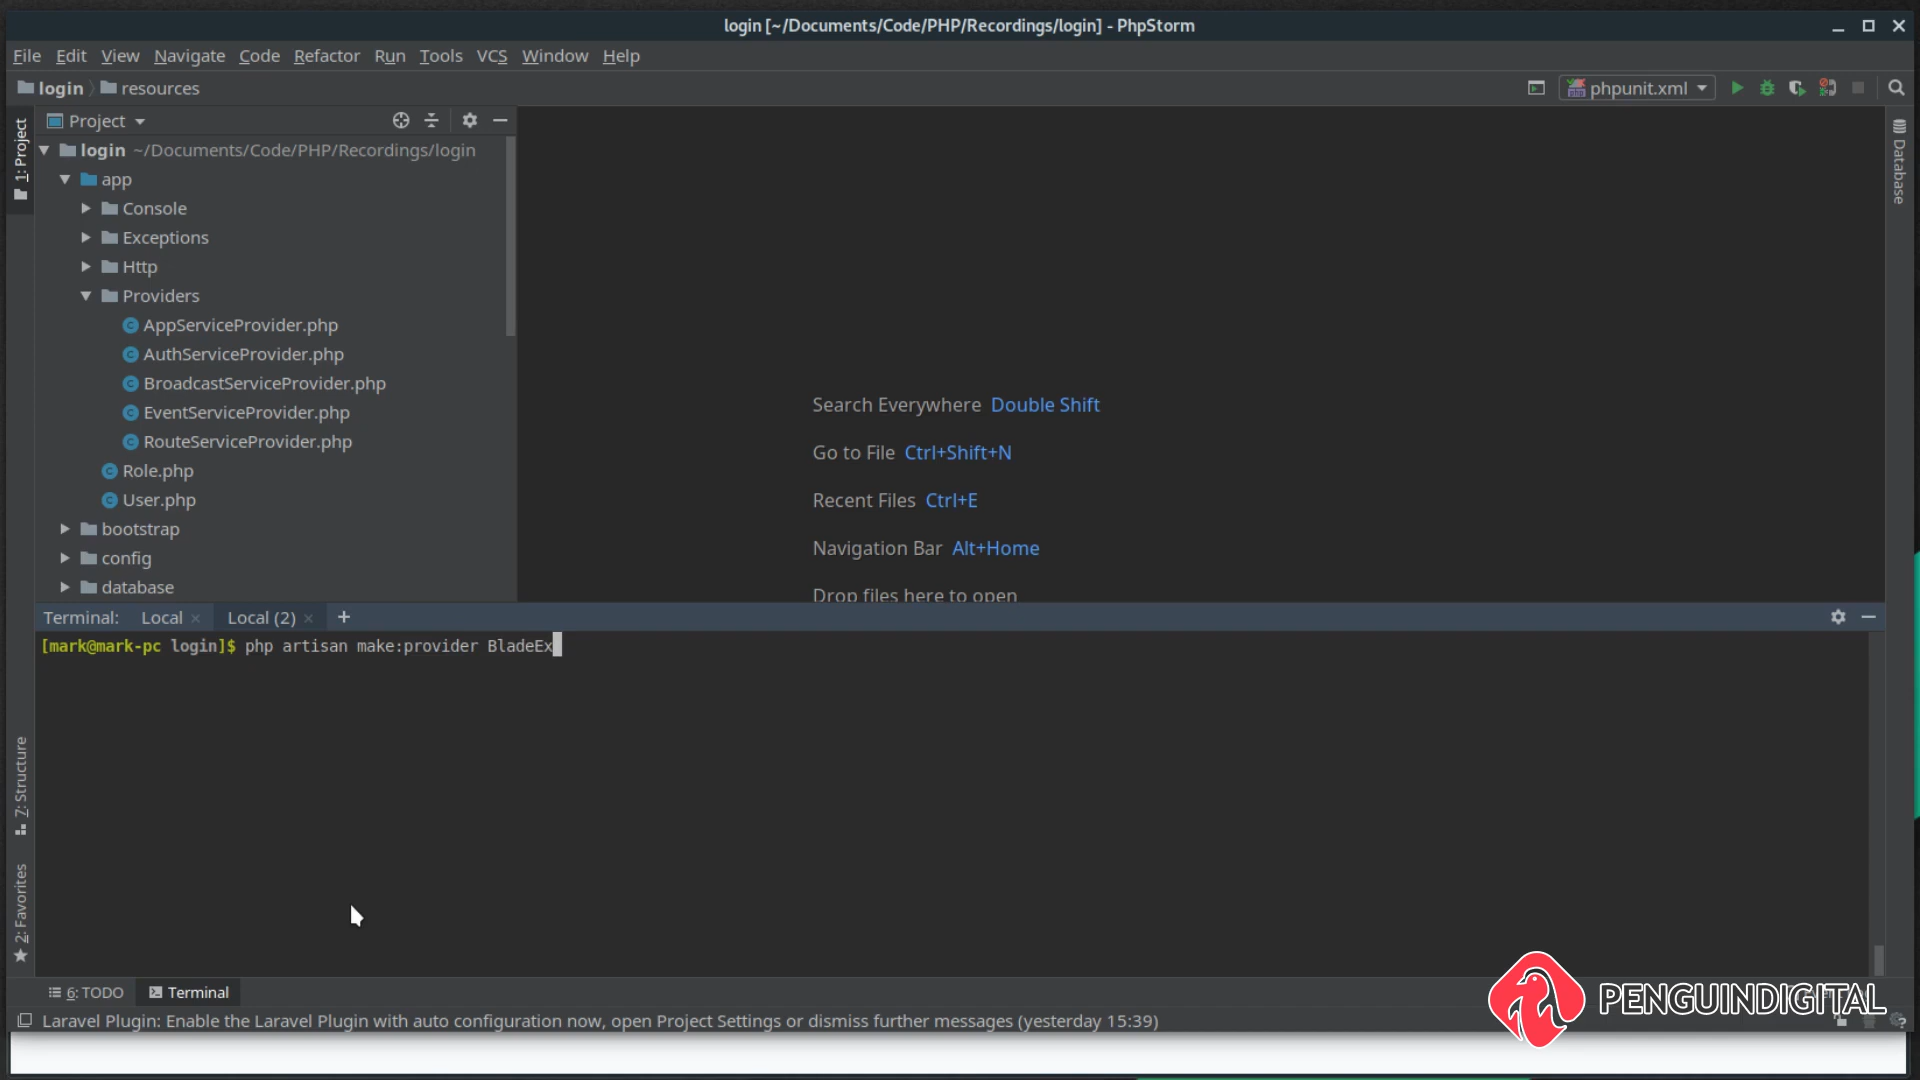 login [~/Documents/Code/PHP/Recordings/login] - PhpStorm
File Edit View Navigate Code Refactor Run Tools VCS Window Help
login resources
phpunit.xml
1: Project
Project
Database
login ~/Documents/Code/PHP/Recordings/login
app
Console
Exceptions
Http
Providers
AppServiceProvider.php
AuthServiceProvider.php
BroadcastServiceProvider.php
EventServiceProvider.php
RouteServiceProvider.php
Role.php
User.php
bootstrap
config
database
Search Everywhere Double Shift
Go to File Ctrl+Shift+N
Recent Files Ctrl+E
Navigation Bar Alt+Home
Drop files here to open
Terminal: Local Local (2)
[mark@mark-pc login]$ php artisan make:provider BladeEx
7: Structure
2: Favorites
6: TODO Terminal
Laravel Plugin: Enable the Laravel Plugin with auto configuration now, open Project Settings or dismiss further messages (yesterday 15:39)
PENGUINDIGITAL